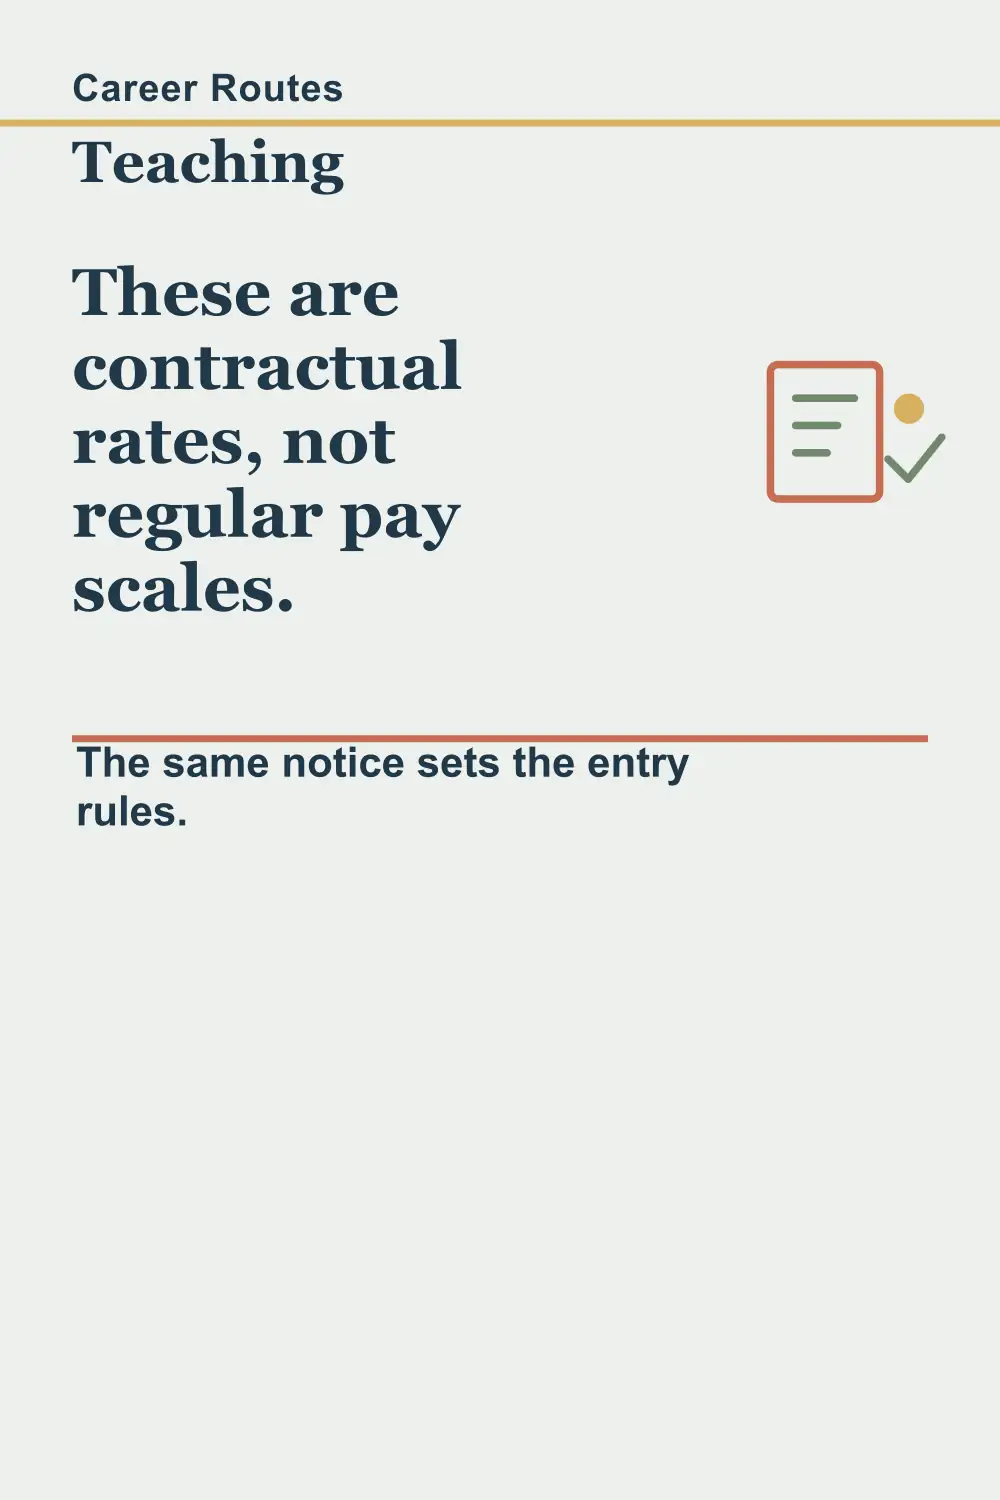 Career Routes
Teaching
These are
contractual
rates, not
regular pay
scales.
The same notice sets the entry
rules.